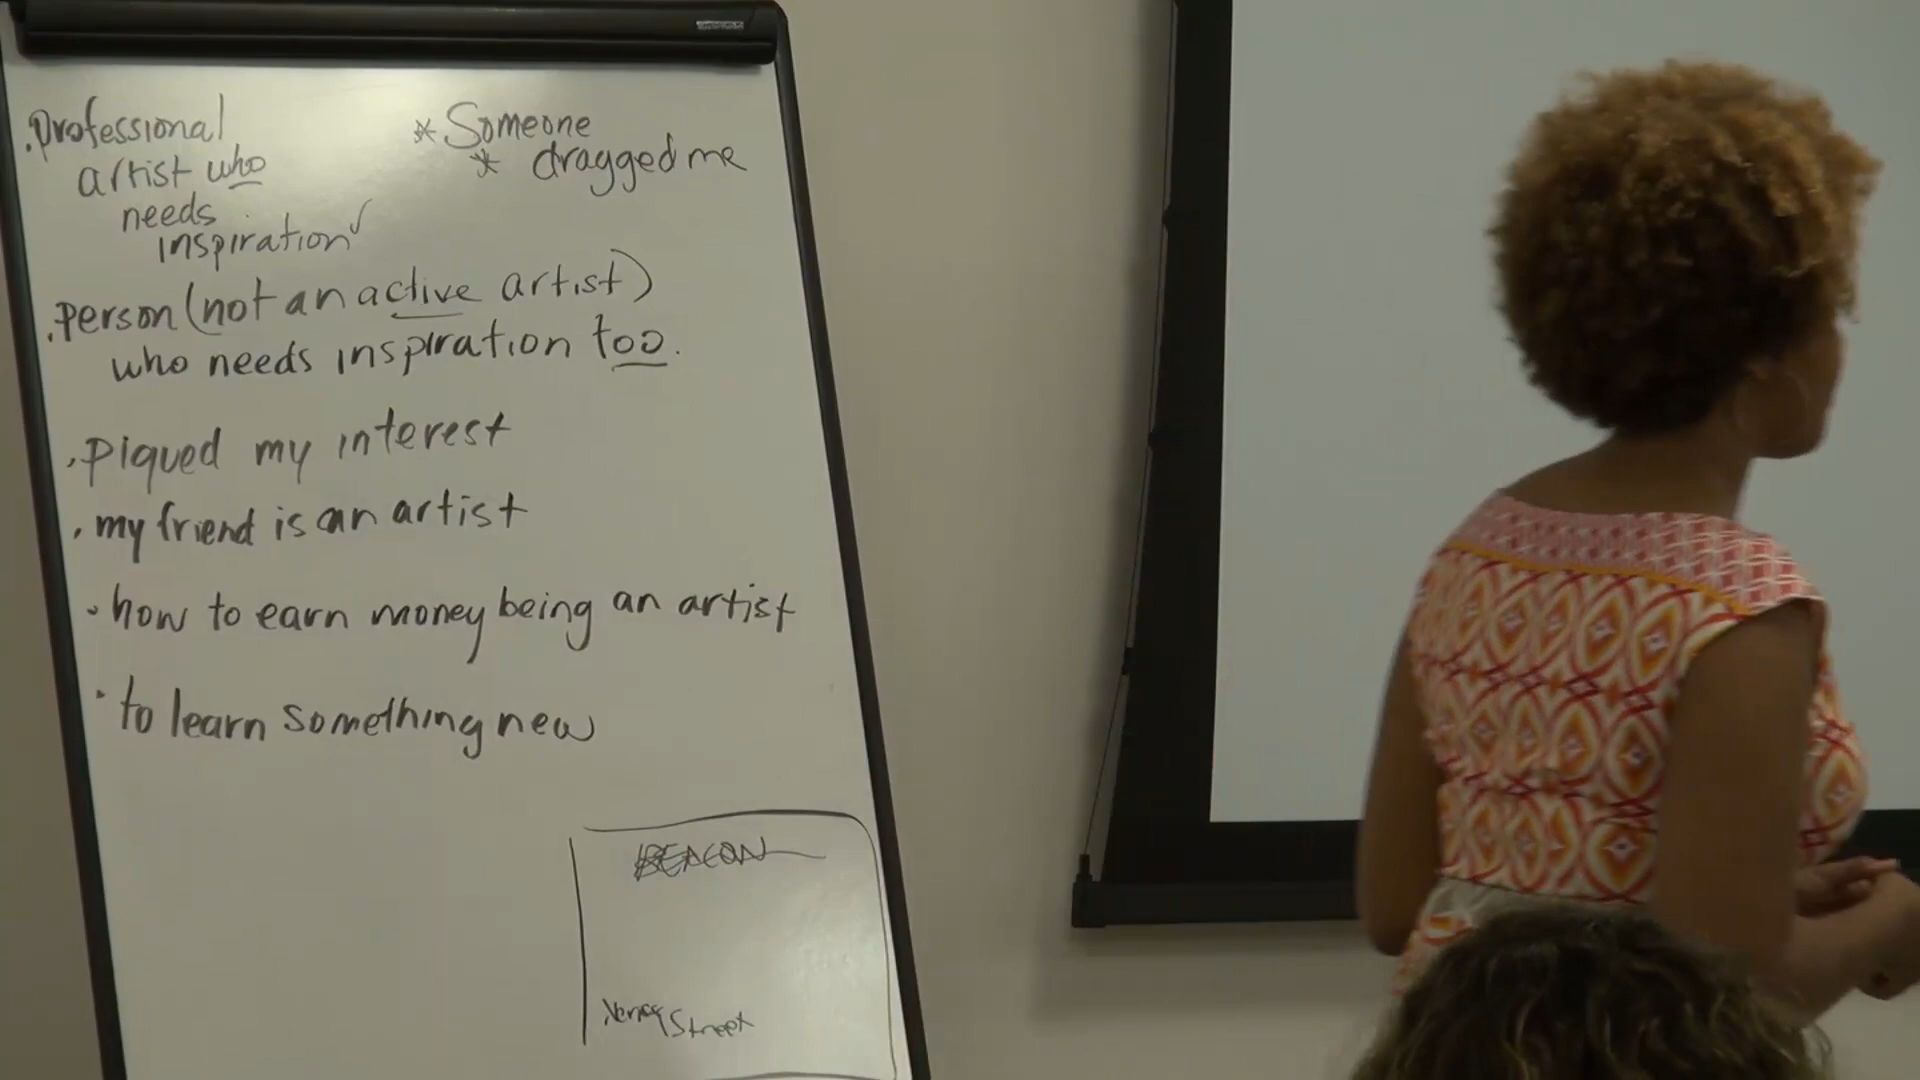 .professional
artist who
needs
inspiration
* Someone
* dragged me
.person (not an active artist)
who needs inspiration too.
.piqued my interest
.my friend is an artist
.how to earn money being an artist
.to learn something new
BEACON
Street